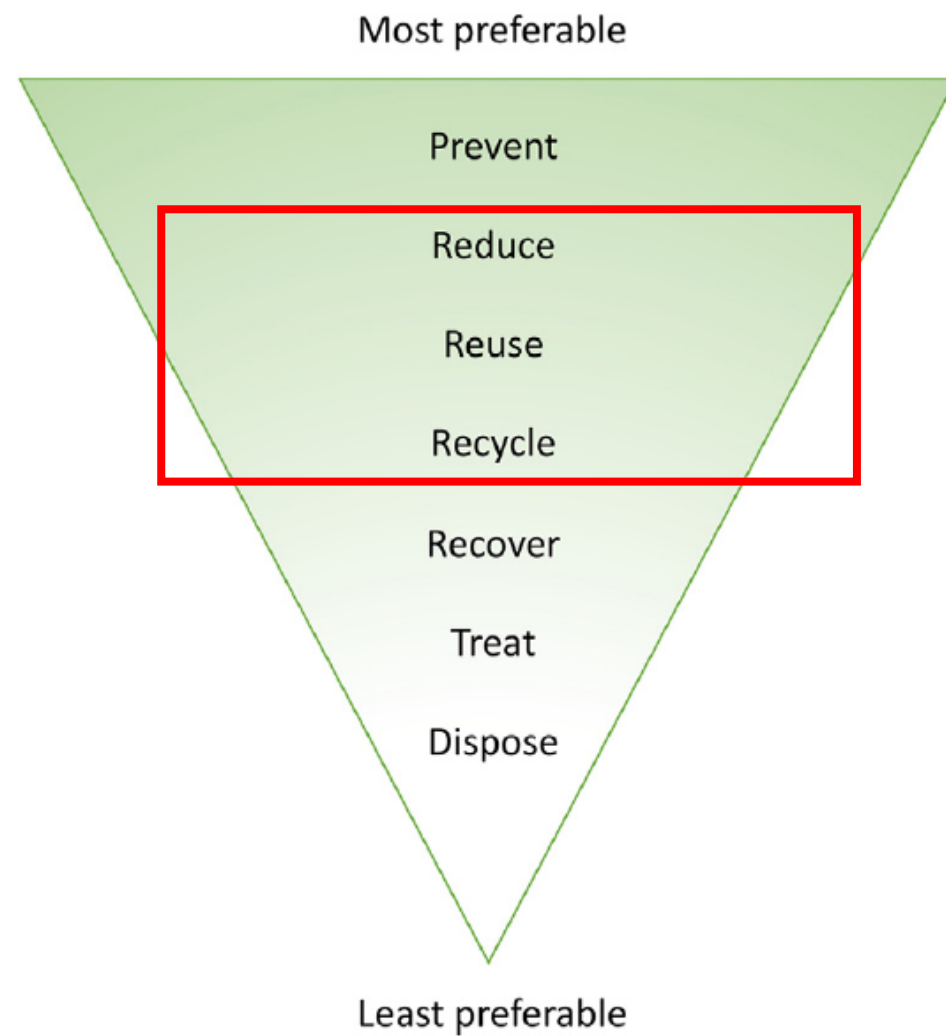 Most preferable
Prevent
Reduce
Reuse
Recycle
Recover
Treat
Dispose
Least preferable